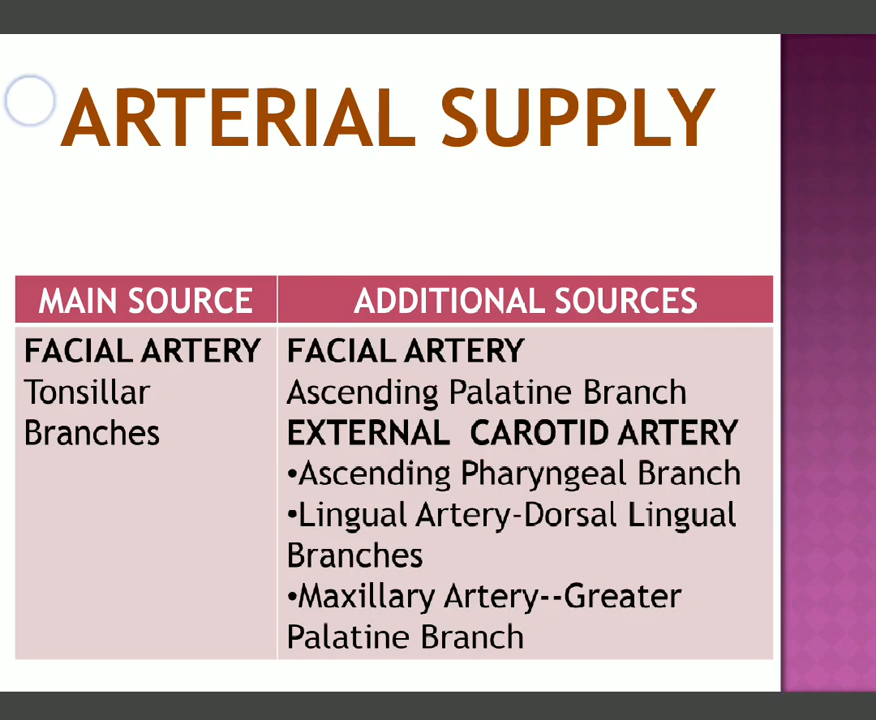 ARTERIAL SUPPLY
MAIN SOURCE
ADDITIONAL SOURCES
FACIAL ARTERY
Tonsillar
Branches
FACIAL ARTERY
Ascending Palatine Branch
EXTERNAL CAROTID ARTERY
•Ascending Pharyngeal Branch
•Lingual Artery-Dorsal Lingual
Branches
•Maxillary Artery--Greater
Palatine Branch